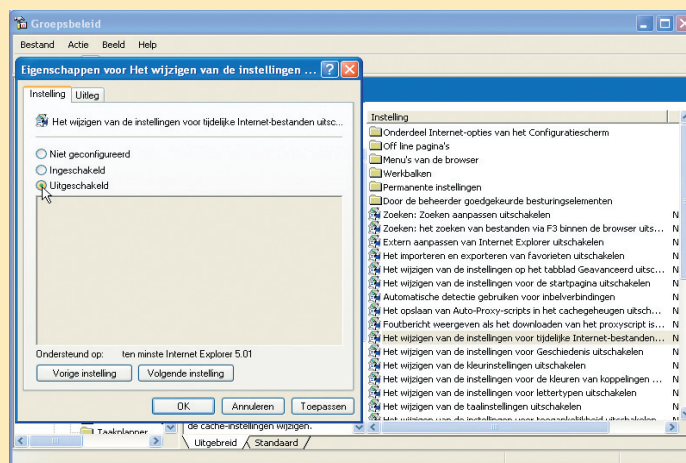 Groepsbeleid
Bestand Actie Beeld Help
Eigenschappen voor Het wijzigen van de instellingen ...
Instelling Uitleg
Het wijzigen van de instellingen voor tijdelijke Internet-bestanden uitsc...
Niet geconfigureerd
Ingeschakeld
Uitgeschakeld
Ondersteund op: ten minste Internet Explorer 5.01
Vorige instelling Volgende instelling
OK Annuleren Toepassen
Taakplanner
de cache-instellingen wijzigen.
Uitgebreid Standaard
Instelling
Onderdeel Internet-opties van het Configuratiescherm
Off line pagina's
Menu's van de browser
Werkbalken
Permanente instellingen
Door de beheerder goedgekeurde besturingselementen
Zoeken: Zoeken aanpassen uitschakelen N
Zoeken: het zoeken van bestanden via F3 binnen de browser uits... N
Extern aanpassen van Internet Explorer uitschakelen N
Het importeren en exporteren van favorieten uitschakelen N
Het wijzigen van de instellingen op het tabblad Geavanceerd uitsc... N
Het wijzigen van de instellingen voor de startpagina uitschakelen N
Automatische detectie gebruiken voor inbelverbindingen N
Het opslaan van Auto-Proxy-scripts in het cachegeheugen uitsch... N
Foutbericht weergeven als het downloaden van het proxyscript is... N
Het wijzigen van de instellingen voor tijdelijke Internet-bestanden... N
Het wijzigen van de instellingen voor Geschiedenis uitschakelen N
Het wijzigen van de kleurinstellingen uitschakelen N
Het wijzigen van de instellingen voor de kleuren van koppelingen ... N
Het wijzigen van de instellingen voor lettertypen uitschakelen N
Het wijzigen van de taalinstellingen uitschakelen N
Het wijzigen van de instellingen voor toegankelijkheid uitschakelen N